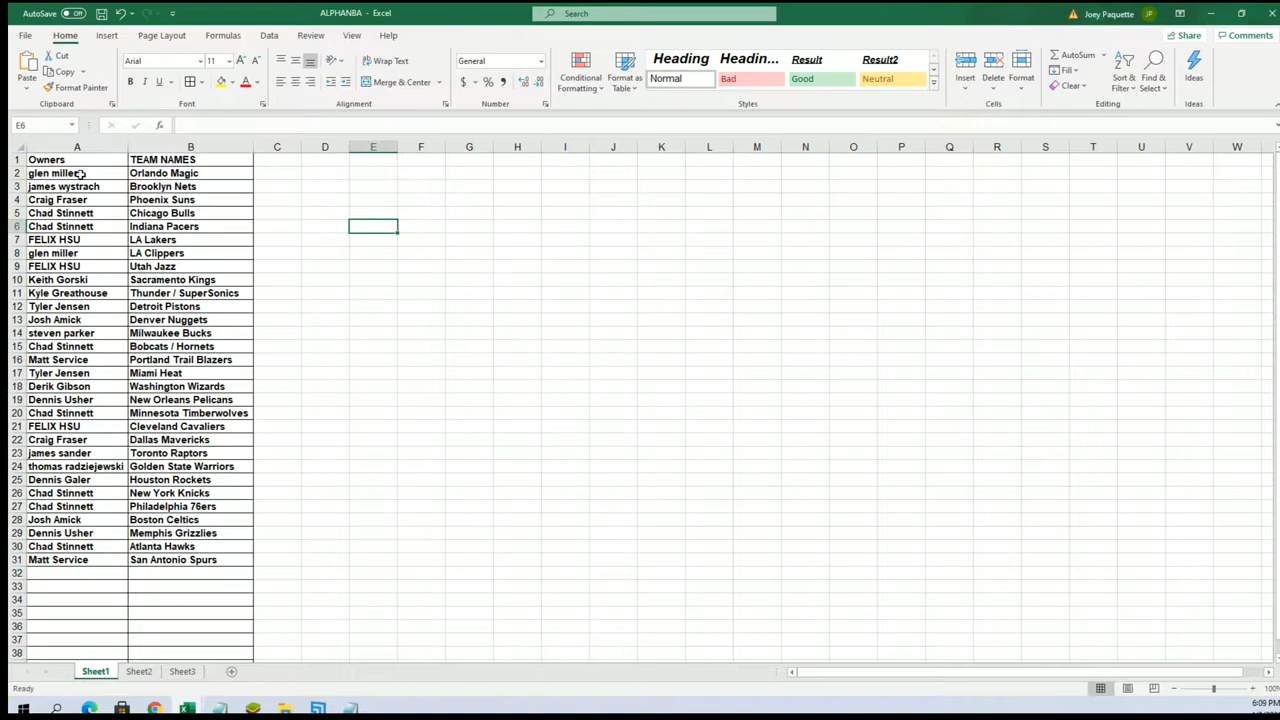 AutoSave Off ALPHANBA - Excel Search Joey Paquette JP
File Home Insert Page Layout Formulas Data Review View Help Share Comments
Paste Cut Copy Format Painter Clipboard
Arial 11 B I U Font
Wrap Text Merge & Center Alignment
General $ % Number
Conditional Formatting Format as Table
Heading Headin... Result Result2
Normal Bad Good Neutral
Styles
Insert Delete Format Cells
AutoSum Fill Clear Sort & Filter Find & Select Editing
Ideas Ideas
E6
A B C D E F G H I J K L M N O P Q R S T U V W
1 Owners TEAM NAMES
2 glen miller Orlando Magic
3 james wystrach Brooklyn Nets
4 Craig Fraser Phoenix Suns
5 Chad Stinnett Chicago Bulls
6 Chad Stinnett Indiana Pacers
7 FELIX HSU LA Lakers
8 glen miller LA Clippers
9 FELIX HSU Utah Jazz
10 Keith Gorski Sacramento Kings
11 Kyle Greathouse Thunder / SuperSonics
12 Tyler Jensen Detroit Pistons
13 Josh Amick Denver Nuggets
14 steven parker Milwaukee Bucks
15 Chad Stinnett Bobcats / Hornets
16 Matt Service Portland Trail Blazers
17 Tyler Jensen Miami Heat
18 Derik Gibson Washington Wizards
19 Dennis Usher New Orleans Pelicans
20 Chad Stinnett Minnesota Timberwolves
21 FELIX HSU Cleveland Cavaliers
22 Craig Fraser Dallas Mavericks
23 james sander Toronto Raptors
24 thomas radziejewski Golden State Warriors
25 Dennis Galer Houston Rockets
26 Chad Stinnett New York Knicks
27 Chad Stinnett Philadelphia 76ers
28 Josh Amick Boston Celtics
29 Dennis Usher Memphis Grizzlies
30 Chad Stinnett Atlanta Hawks
31 Matt Service San Antonio Spurs
32
33
34
35
36
37
38
Sheet1 Sheet2 Sheet3
Ready 100%
6:09 PM